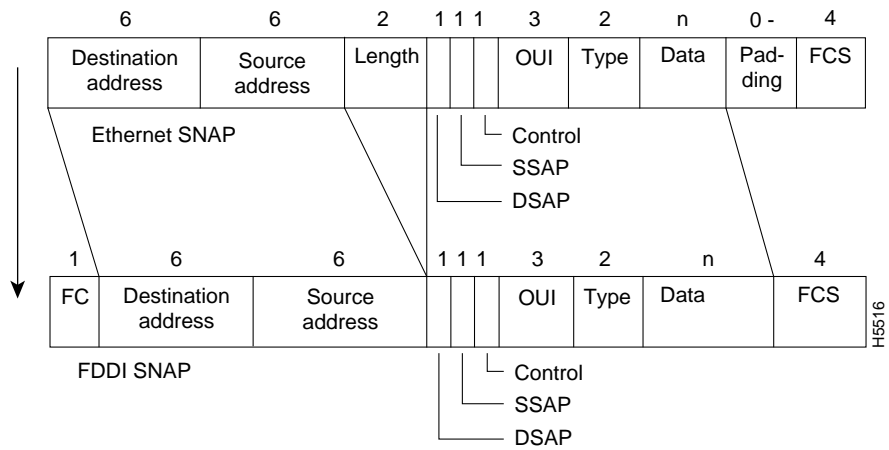 6 6 2 1 1 1 3 2 n 0 - 4
Destination address
Source address
Length
OUI
Type
Data
Pad-
ding
FCS
Ethernet SNAP
Control
SSAP
DSAP
1 6 6 1 1 1 3 2 n 4
FC
Destination
address
Source
address
OUI
Type
Data
FCS
H5516
FDDI SNAP
Control
SSAP
DSAP